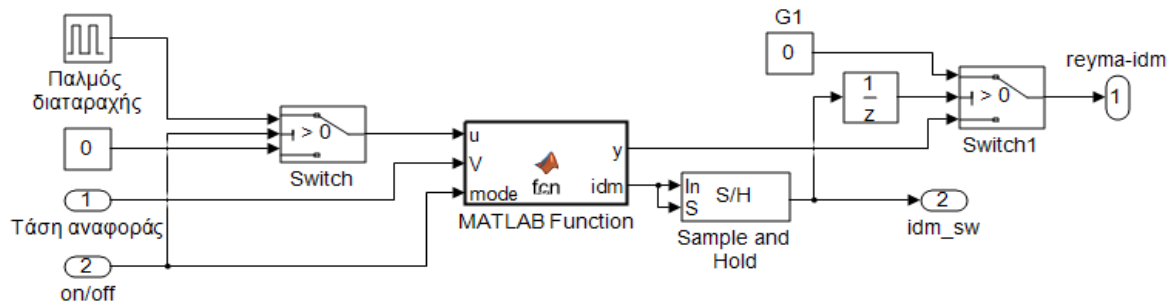 Παλμός
διαταραχής
0
1
Τάση αναφοράς
2
on/off
> 0
Switch
u
V
mode
fcn
y
idm
MATLAB Function
In
S
S/H
Sample and
Hold
G1
0
1
z
> 0
Switch1
reyma-idm
1
2
idm_sw